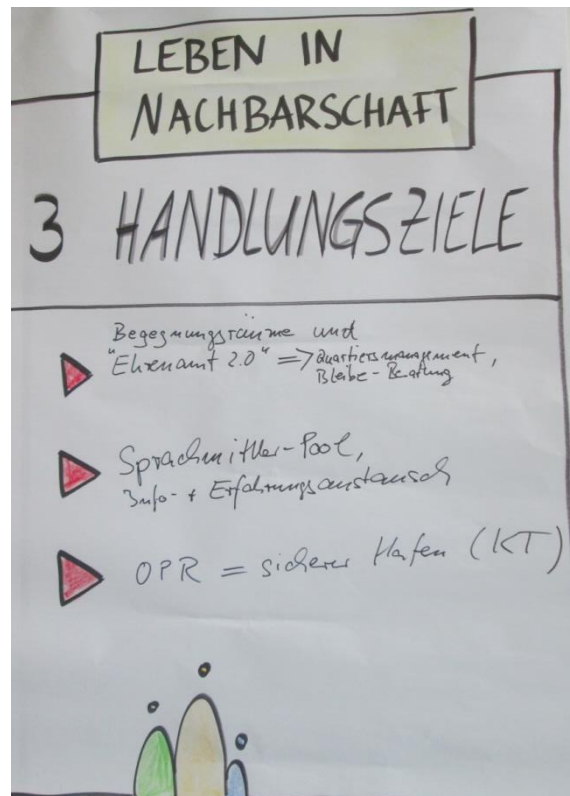 LEBEN IN
NACHBARSCHAFT
3 HANDLUNGSZIELE
Begegnungsräume und
"Ehrenamt 2.0" => Quartiersmanagement,
Bleibe-Beratung
Sprachmittler-Pool,
Info- + Erfahrungsaustausch
OPR = sicherer Hafen (KT)